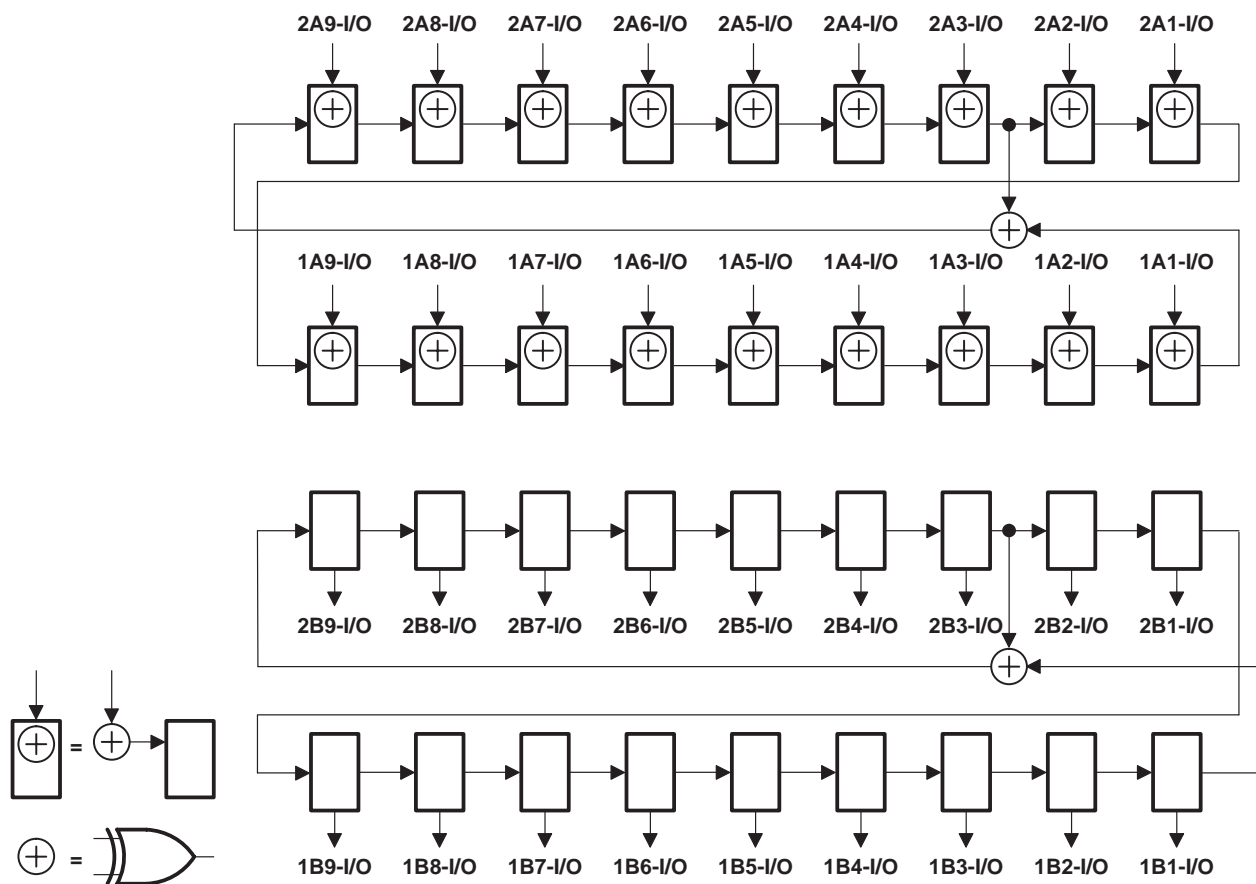 2A9-I/O 2A8-I/O 2A7-I/O 2A6-I/O 2A5-I/O 2A4-I/O 2A3-I/O 2A2-I/O 2A1-I/O
1A9-I/O 1A8-I/O 1A7-I/O 1A6-I/O 1A5-I/O 1A4-I/O 1A3-I/O 1A2-I/O 1A1-I/O
2B9-I/O 2B8-I/O 2B7-I/O 2B6-I/O 2B5-I/O 2B4-I/O 2B3-I/O 2B2-I/O 2B1-I/O
=
=
1B9-I/O 1B8-I/O 1B7-I/O 1B6-I/O 1B5-I/O 1B4-I/O 1B3-I/O 1B2-I/O 1B1-I/O